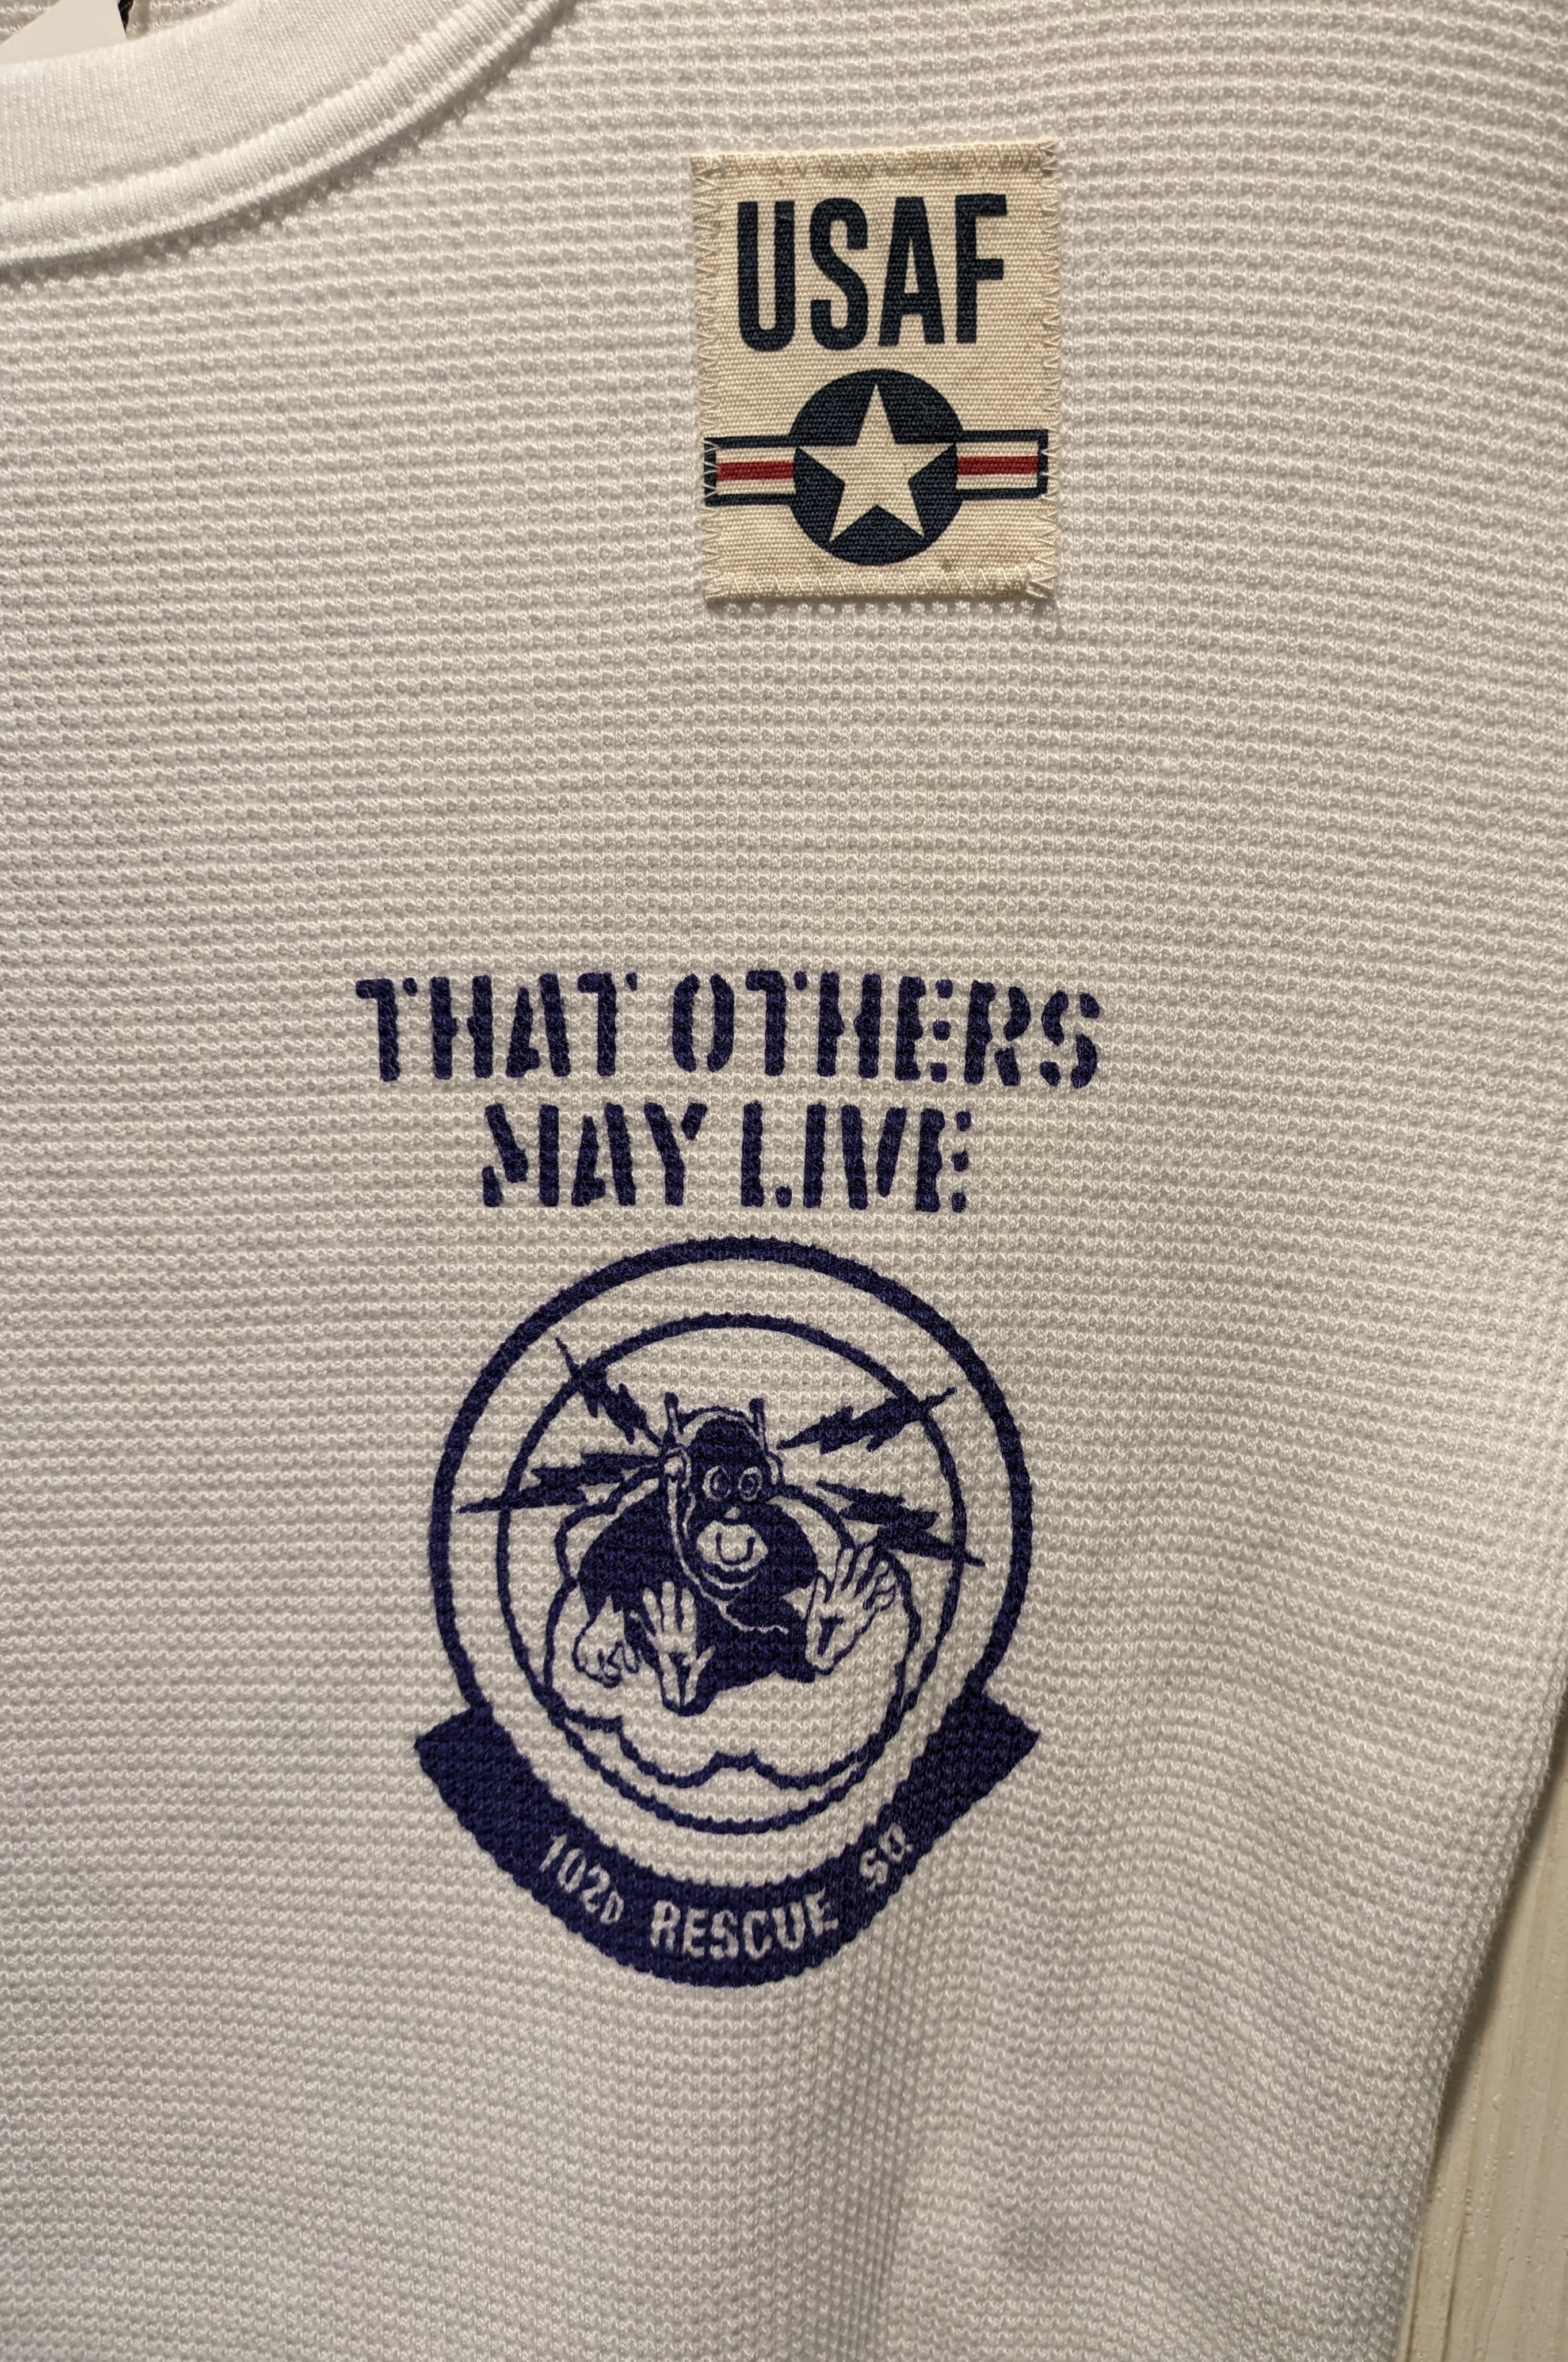 USAF
THAT OTHERS
MAY LIVE
102D RESCUE SQ